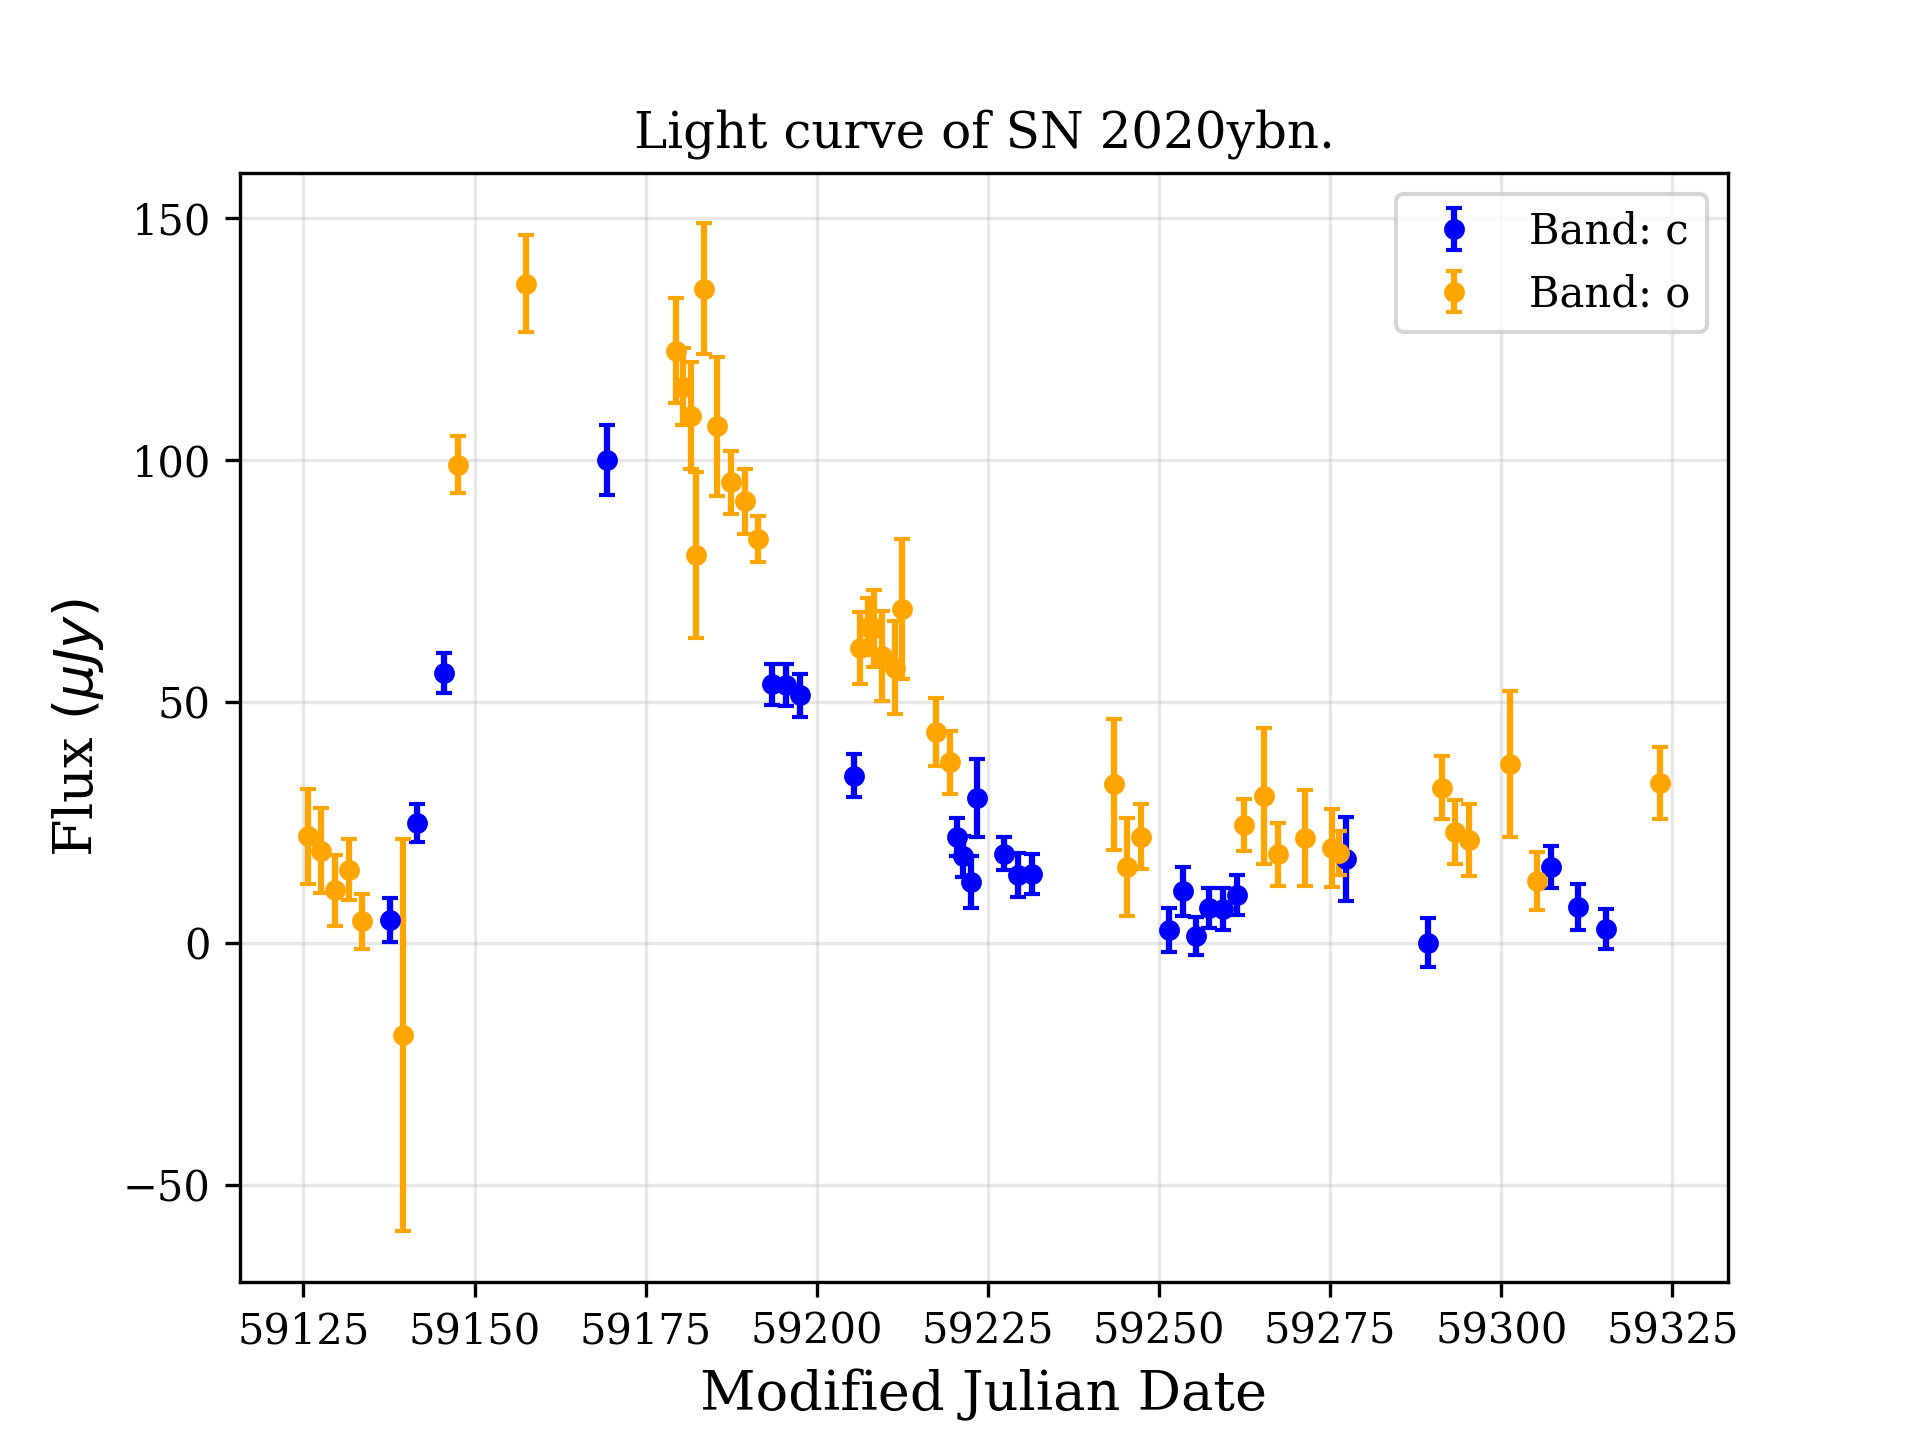 Light curve of SN 2020ybn.
Band: c
Band: o
150
100
50
0
−50
Flux (μJy)
59125 59150 59175 59200 59225 59250 59275 59300 59325
Modified Julian Date